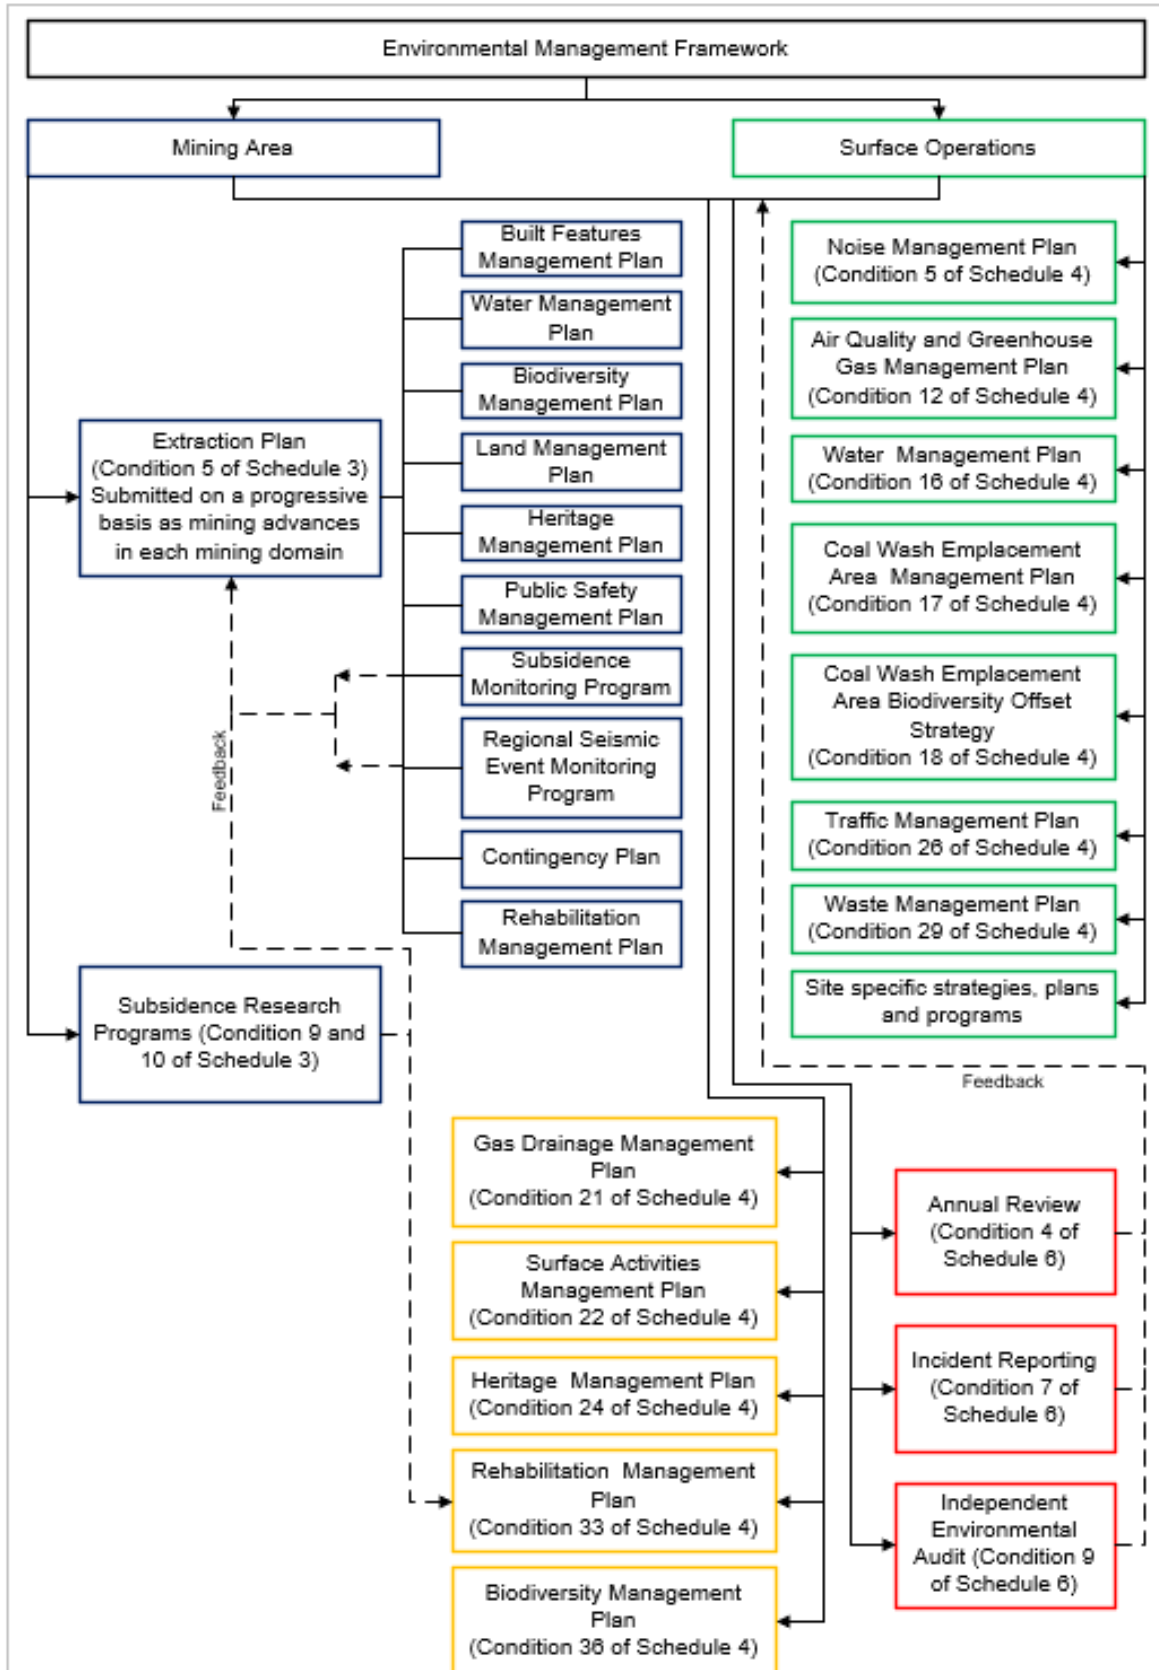 Environmental Management Framework
Mining Area
Surface Operations
Built Features
Management Plan
Water Management
Plan
Biodiversity
Management Plan
Land Management
Plan
Heritage
Management Plan
Public Safety
Management Plan
Subsidence
Monitoring Program
Regional Seismic
Event Monitoring
Program
Contingency Plan
Rehabilitation
Management Plan
Extraction Plan
(Condition 5 of Schedule 3)
Submitted on a progressive
basis as mining advances
in each mining domain
Feedback
Subsidence Research
Programs (Condition 9 and
10 of Schedule 3)
Noise Management Plan
(Condition 5 of Schedule 4)
Air Quality and Greenhouse
Gas Management Plan
(Condition 12 of Schedule 4)
Water Management Plan
(Condition 16 of Schedule 4)
Coal Wash Emplacement
Area Management Plan
(Condition 17 of Schedule 4)
Coal Wash Emplacement
Area Biodiversity Offset
Strategy
(Condition 18 of Schedule 4)
Traffic Management Plan
(Condition 26 of Schedule 4)
Waste Management Plan
(Condition 29 of Schedule 4)
Site specific strategies, plans
and programs
Feedback
Gas Drainage Management
Plan
(Condition 21 of Schedule 4)
Surface Activities
Management Plan
(Condition 22 of Schedule 4)
Heritage Management Plan
(Condition 24 of Schedule 4)
Rehabilitation Management
Plan
(Condition 33 of Schedule 4)
Biodiversity Management
Plan
(Condition 36 of Schedule 4)
Annual Review
(Condition 4 of
Schedule 6)
Incident Reporting
(Condition 7 of
Schedule 6)
Independent
Environmental
Audit (Condition 9
of Schedule 6)